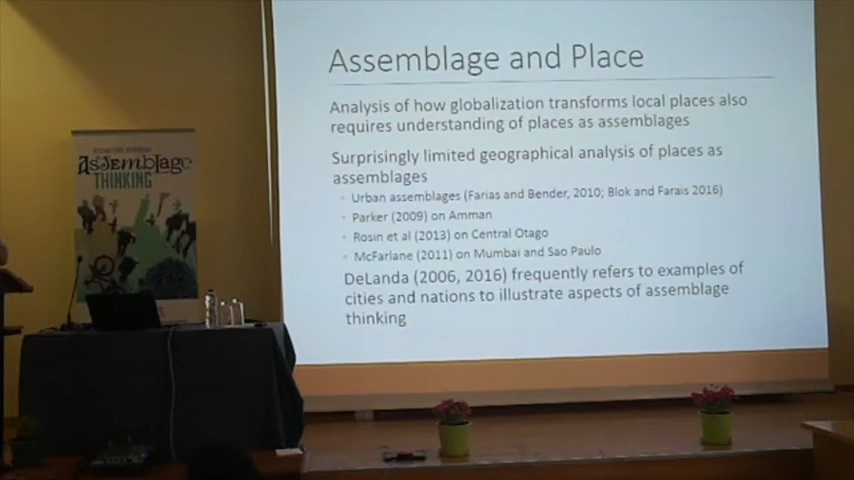 Assemblage and Place
Analysis of how globalization transforms local places also
requires understanding of places as assemblages
Surprisingly limited geographical analysis of places as
assemblages
Urban assemblages (Farias and Bender, 2010; Blok and Farais 2016)
Parker (2009) on Amman
Rosin et al (2013) on Central Otago
McFarlane (2011) on Mumbai and Sao Paulo
DeLanda (2006, 2016) frequently refers to examples of
cities and nations to illustrate aspects of assemblage
thinking
Assemblage
THINKING